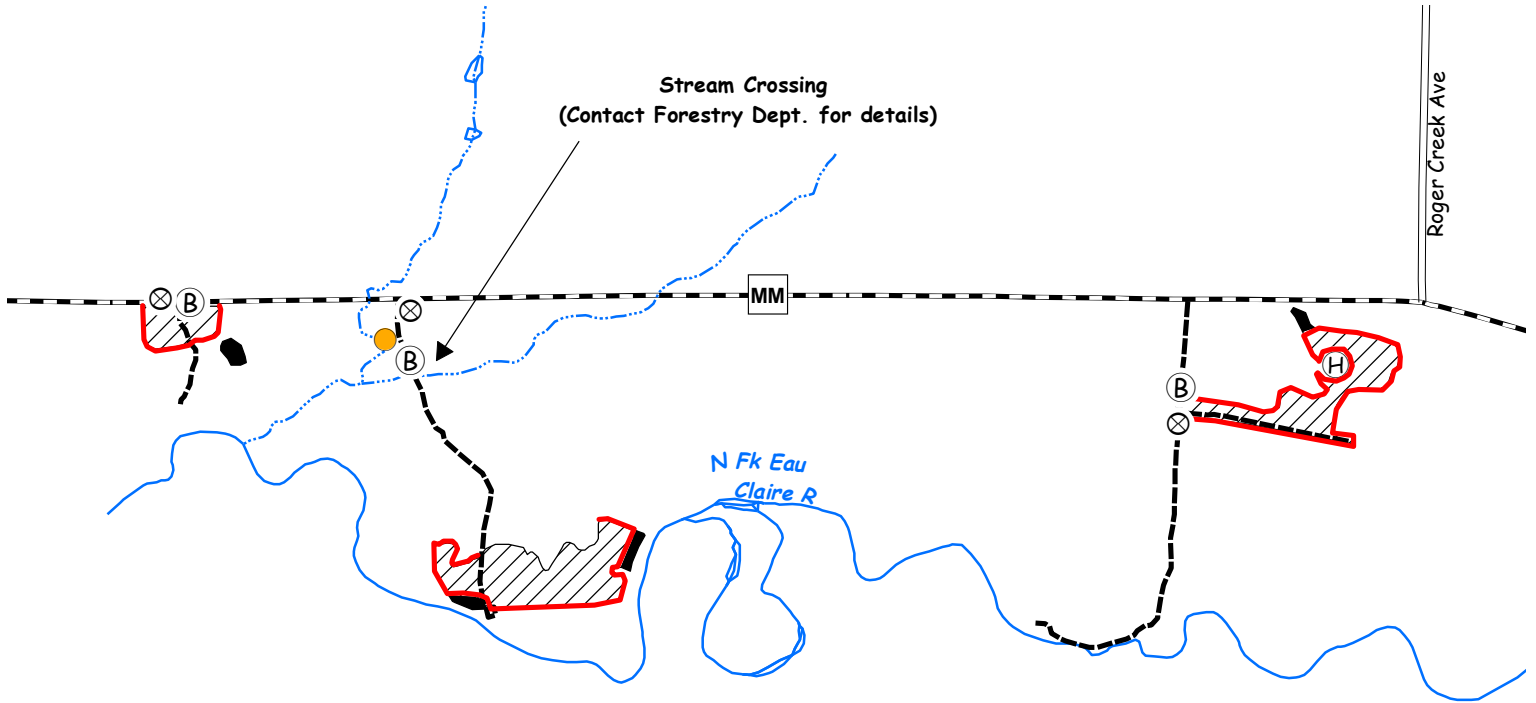 Stream Crossing
(Contact Forestry Dept. for details)
Roger Creek Ave
B
MM
B
H
B
N Fk Eau
Claire R